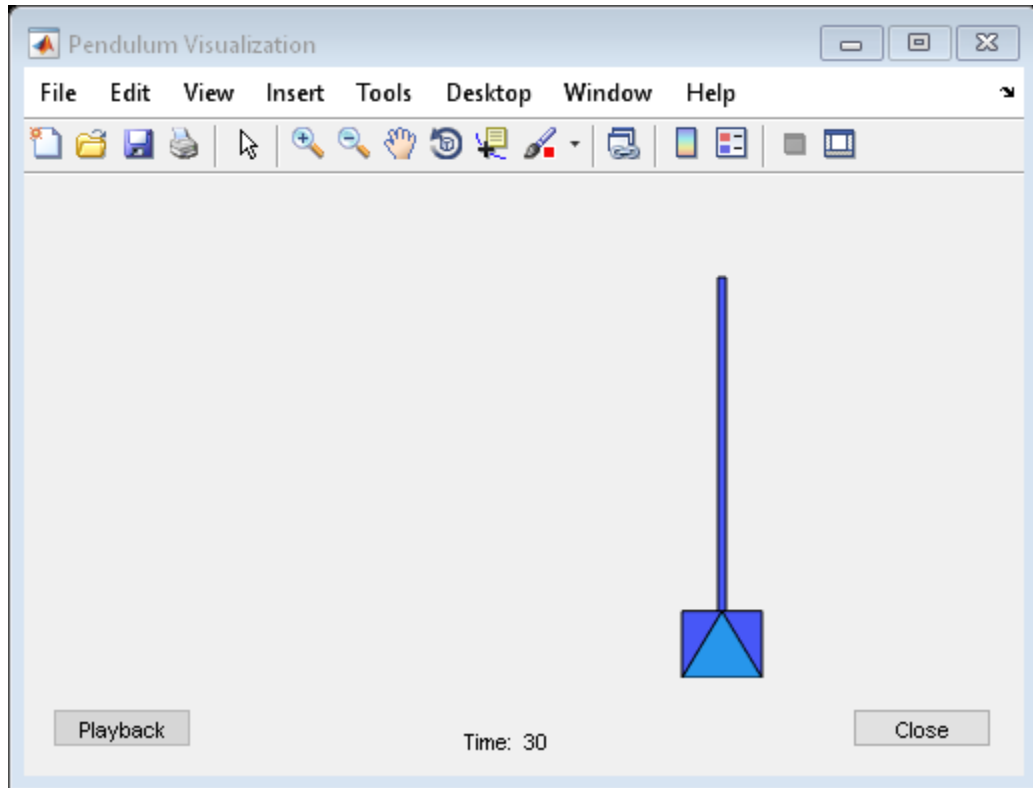 Pendulum Visualization
File Edit View Insert Tools Desktop Window Help
Playback
Time: 30
Close